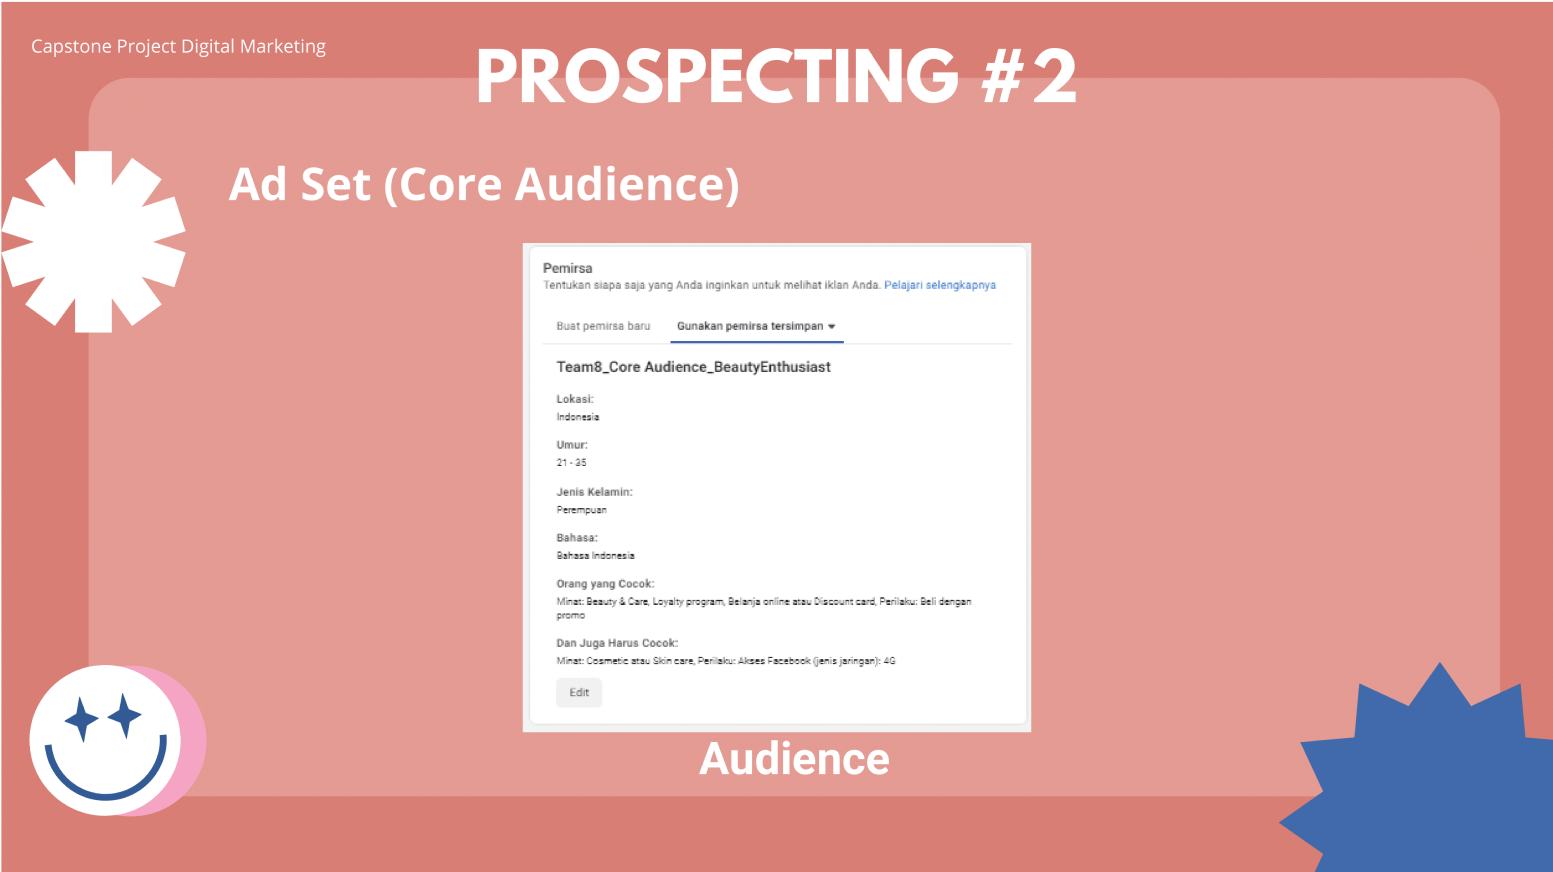 Capstone Project Digital Marketing
PROSPECTING #2
Ad Set (Core Audience)
Pemirsa
Tentukan siapa saja yang Anda inginkan untuk melihat iklan Anda. Pelajari selengkapnya
Buat pemirsa baru
Gunakan pemirsa tersimpan
Team8_Core Audience_BeautyEnthusiast
Lokasi:
Indonesia
Umur:
21 - 35
Jenis Kelamin:
Perempuan
Bahasa:
Bahasa Indonesia
Orang yang Cocok:
Minat: Beauty & Care, Loyalty program, Belanja online atau Discount card, Perilaku: Beli dengan
promo
Dan Juga Harus Cocok:
Minat: Cosmetic atau Skin care, Perilaku: Akses Facebook (jenis jaringan): 4G
Edit
Audience